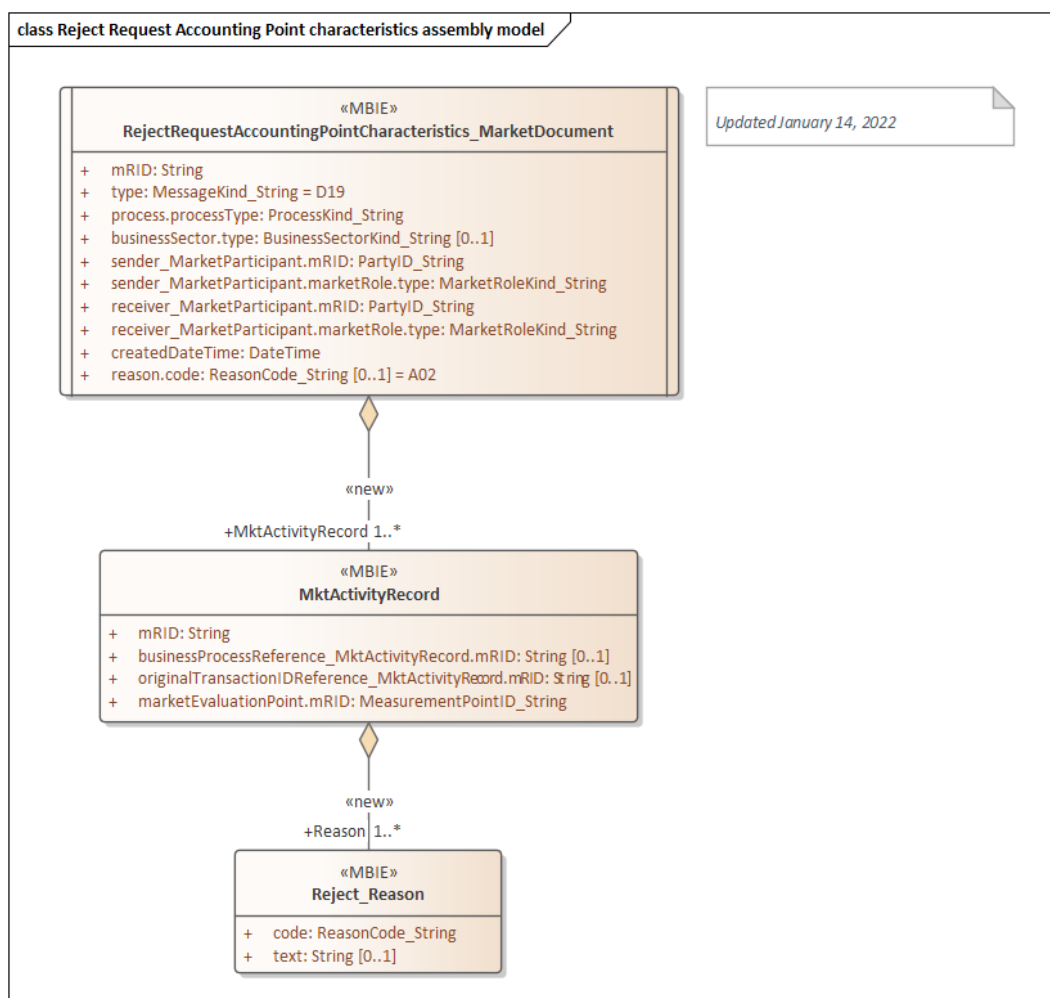 class Reject Request Accounting Point characteristics assembly model
«MBIE»
RejectRequestAccountingPointCharacteristics_MarketDocument
+ mRID: String
+ type: MessageKind_String = D19
+ process.processType: ProcessKind_String
+ businessSector.type: BusinessSectorKind_String [0..1]
+ sender_MarketParticipant.mRID: PartyID_String
+ sender_MarketParticipant.marketRole.type: MarketRoleKind_String
+ receiver_MarketParticipant.mRID: PartyID_String
+ receiver_MarketParticipant.marketRole.type: MarketRoleKind_String
+ createdDateTime: DateTime
+ reason.code: ReasonCode_String [0..1] = A02
Updated January 14, 2022
«new»
+MktActivityRecord 1..*
«MBIE»
MktActivityRecord
+ mRID: String
+ businessProcessReference_MktActivityRecord.mRID: String [0..1]
+ originalTransactionIDReference_MktActivityRecord.mRID: String [0..1]
+ marketEvaluationPoint.mRID: MeasurementPointID_String
«new»
+Reason 1..*
«MBIE»
Reject_Reason
+ code: ReasonCode_String
+ text: String [0..1]